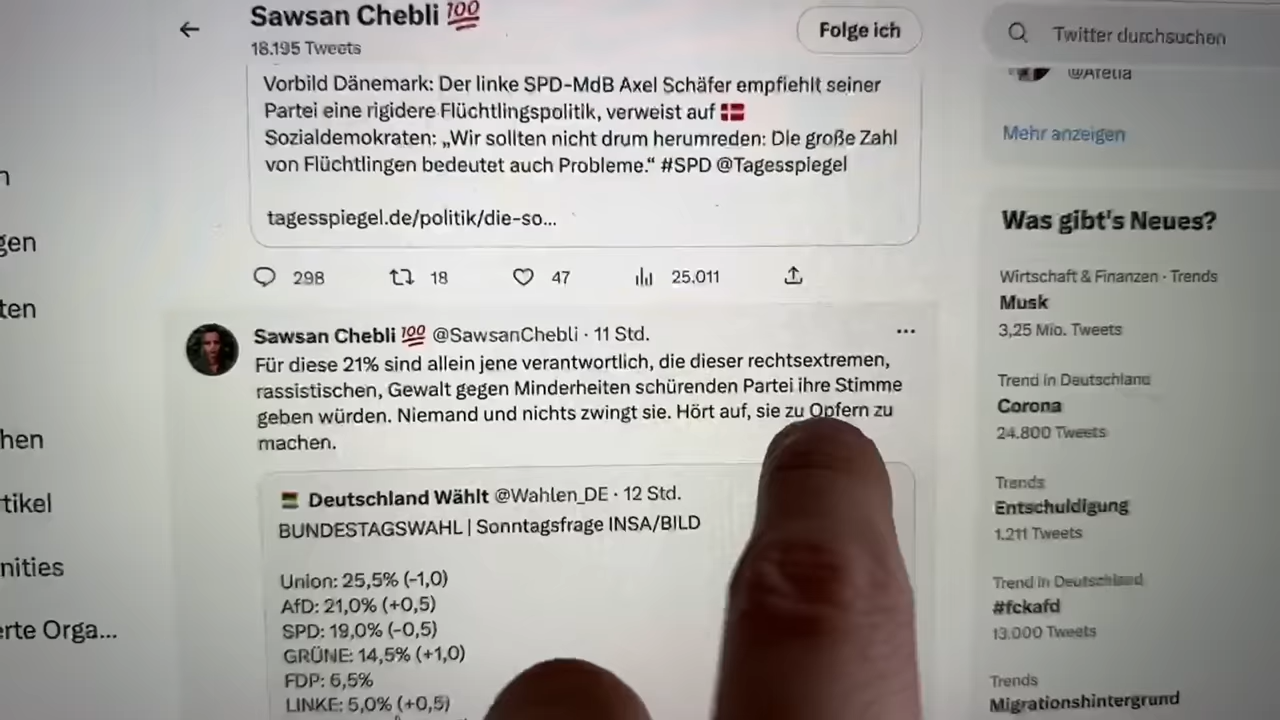 Sawsan Chebli 💯
18.195 Tweets
Folge ich
Twitter durchsuchen
Vorbild Dänemark: Der linke SPD-MdB Axel Schäfer empfiehlt seiner
Partei eine rigidere Flüchtlingspolitik, verweist auf 🇩🇰
Sozialdemokraten: „Wir sollten nicht drum herumreden: Die große Zahl
von Flüchtlingen bedeutet auch Probleme.“ #SPD @Tagesspiegel
tagesspiegel.de/politik/die-so...
298 18 47 25.011
Sawsan Chebli 💯 @SawsanChebli · 11 Std.
Für diese 21% sind allein jene verantwortlich, die dieser rechtsextremen,
rassistischen, Gewalt gegen Minderheiten schürenden Partei ihre Stimme
geben würden. Niemand und nichts zwingt sie. Hört auf, sie zu Opfern zu
machen.
Deutschland Wählt @Wahlen_DE · 12 Std.
BUNDESTAGSWAHL | Sonntagsfrage INSA/BILD
Union: 25,5% (-1,0)
AfD: 21,0% (+0,5)
SPD: 19,0% (-0,5)
GRÜNE: 14,5% (+1,0)
FDP: 6,5%
LINKE: 5,0% (+0,5)
n
gen
ten
hen
tikel
nities
erte Orga...
Mehr anzeigen
Was gibt's Neues?
Wirtschaft & Finanzen · Trends
Musk
3,25 Mio. Tweets
Trend in Deutschland
Corona
24.800 Tweets
Trends
Entschuldigung
1.211 Tweets
Trend in Deutschland
#fckafd
13.000 Tweets
Trends
Migrationshintergrund